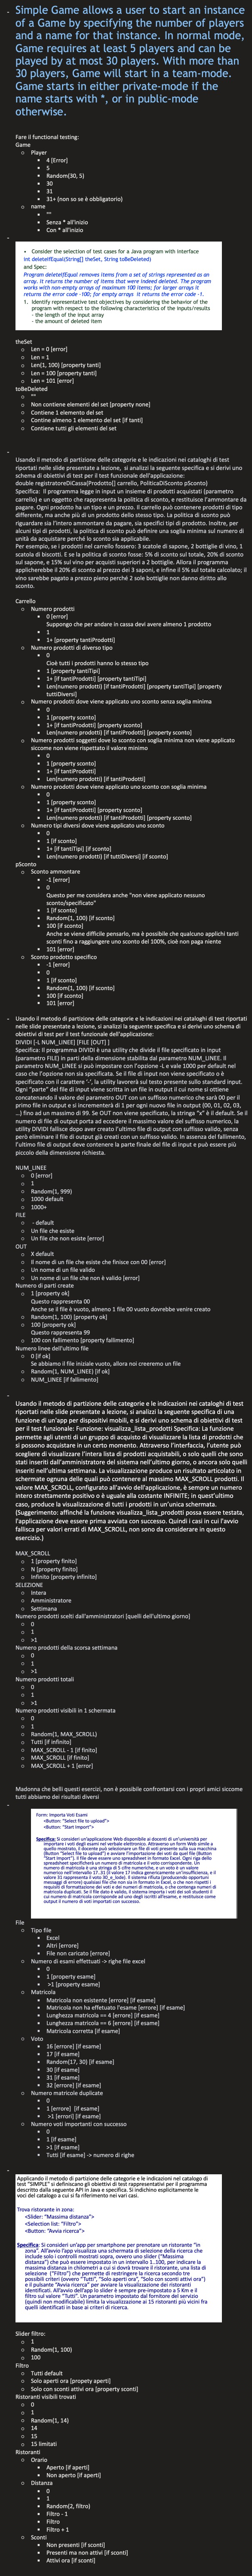 Simple Game allows a user to start an instance
of a Game by specifying the number of players
and a name for that instance. In normal mode,
Game requires at least 5 players and can be
played by at most 30 players. With more than
30 players, Game will start in a team-mode.
Game starts in either private-mode if the
name starts with *, or in public-mode
otherwise.
Fare il functional testing:
Game
Player
4 [Error]
5
Random(30, 5)
30
31
31+ (non so se è obbligatorio)
name
""
Senza * all'inizio
Con * all'inizio
Consider the selection of test cases for a Java program with interface
int deleteIfEqual(String[] theSet, String toBeDeleted)
and Spec:
Program deleteIfEqual removes items from a set of strings represented as an
array. It returns the number of items that were indeed deleted. The program
works with non-empty arrays of maximum 100 items; for larger arrays it
returns the error code -100; for empty arrays it returns the error code -1.
1. Identify representative test objectives by considering the behavior of the
program with respect to the following characteristics of the inputs/results
- the length of the input array
- the amount of deleted item
theSet
Len = 0 [error]
Len = 1
Len(1, 100) [property tanti]
Len = 100 [property tanti]
Len = 101 [error]
toBeDeleted
""
Non contiene elementi del set [property none]
Contiene 1 elemento del set
Contine almeno 1 elemento del set [if tanti]
Contiene tutti gli elementi del set
Usando il metodo di partizione delle categorie e le indicazioni nei cataloghi di test
riportati nelle slide presentate a lezione, si analizzi la seguente specifica e si derivi uno
schema di obiettivi di test per il test funzionale dell'applicazione:
double registratoreDiCassa(Prodotto[] carrello, PoliticaDiSconto pSconto)
Specifica: Il programma legge in input un insieme di prodotti acquistati (parametro
carrello) e un oggetto che rappresenta la politica di sconto, e restituisce l'ammontare da
pagare. Ogni prodotto ha un tipo e un prezzo. Il carrello può contenere prodotti di tipo
differente, ma anche più di un prodotto dello stesso tipo. La politica di sconto può
riguardare sia l'intero ammontare da pagare, sia specifici tipi di prodotto. Inoltre, per
alcuni tipi di prodotti, la politica di sconto può definire una soglia minima sul numero di
unità da acquistare perché lo sconto sia applicabile.
Per esempio, se i prodotti nel carrello fossero: 3 scatole di sapone, 2 bottiglie di vino, 1
scatola di biscotti. E se la politica di sconto fosse: 5% di sconto sul totale, 20% di sconto
sul sapone, e 15% sul vino per acquisti superiori a 2 bottiglie. Allora il programma
applicherebbe il 20% di sconto al prezzo dei 3 saponi, e infine il 5% sul totale calcolato; il
vino sarebbe pagato a prezzo pieno perché 2 sole bottiglie non danno diritto allo
sconto.
Carrello
Numero prodotti
0 [error]
Suppongo che per andare in cassa devi avere almeno 1 prodotto
1
1+ [property tantiProdotti]
Numero prodotti di diverso tipo
0
Cioè tutti i prodotti hanno lo stesso tipo
1 [property tantiTipi]
1+ [if tantiProdotti] [property tantiTipi]
Len(numero prodotti) [if tantiProdotti] [property tantiTipi] [property
tuttiDiversi]
Numero prodotti dove viene applicato uno sconto senza soglia minima
0
1 [property sconto]
1+ [if tantiProdotti] [property sconto]
Len(numero prodotti) [if tantiProdotti] [property sconto]
Numero prodotti soggetti dove lo sconto con soglia minima non viene applicato
siccome non viene rispettato il valore minimo
0
1 [property sconto]
1+ [if tantiProdotti]
Len(numero prodotti) [if tantiProdotti]
Numero prodotti dove viene applicato uno sconto con soglia minima
0
1 [property sconto]
1+ [if tantiProdotti] [property sconto]
Len(numero prodotti) [if tantiProdotti] [property sconto]
Numero tipi diversi dove viene applicato uno sconto
0
1 [if sconto]
1+ [if tantiTipi] [if sconto]
Len(numero prodotti) [if tuttiDiversi] [if sconto]
pSconto
Sconto ammontare
-1 [error]
0
Questo per me considera anche "non viene applicato nessuno
sconto/specificato"
1 [if sconto]
Random(1, 100) [if sconto]
100 [if sconto]
Anche se viene difficile pensarlo, ma è possibile che qualcuno applichi tanti
sconti fino a raggiungere uno sconto del 100%, cioè non paga niente
101 [error]
Sconto prodotto specifico
-1 [error]
0
1 [if sconto]
Random(1, 100) [if sconto]
100 [if sconto]
101 [error]
Usando il metodo di partizione delle categorie e le indicazioni nei cataloghi di test riportati
nelle slide presentate a lezione, si analizzi la seguente specifica e si derivi uno schema di
obiettivi di test per il test funzionale dell'applicazione:
DIVIDI [-L NUM_LINEE] [FILE [OUT] ]
Specifica: Il programma DIVIDI è una utility che divide il file specificato in input
(parametro FILE) in parti della dimensione stabilita dal parametro NUM_LINEE. Il
parametro NUM_LINEE si può impostare con l'opzione -L e vale 1000 per default nel
caso che l'opzione non sia specificata. Se il file di input non viene specificato o è
specificato con il carattere '-', la utility lavorerà sul testo presente sullo standard input.
Ogni "parte" del file di input viene scritta in un file in output il cui nome si ottiene
concatenando il valore del parametro OUT con un suffisso numerico che sarà 00 per il
primo file in output e si incrementerà di 1 per ogni nuovo file in output (00, 01, 02, 03,
...) fino ad un massimo di 99. Se OUT non viene specificato, la stringa "x" è il default. Se il
numero di file di output porta ad eccedere il massimo valore di suffisso numerico, la
utility DIVIDI fallisce dopo aver creato l'ultimo file di output con suffisso valido, senza
però eliminare il file di output già creati con un suffisso valido. In assenza del fallimento,
l'ultimo file di output deve contenere la parte finale del file di input e può essere più
piccolo della dimensione richiesta.
NUM_LINEE
0 [error]
1
Random(1, 999)
1000 default
1000+
FILE
- default
Un file che esiste
Un file che non esiste [error]
OUT
X default
Il nome di un file che esiste che finisce con 00 [error]
Un nome di un file valido
Un nome di un file che non è valido [error]
Numero di parti create
1 [property ok]
Questo rappresenta 00
Anche se il file è vuoto, almeno 1 file 00 vuoto dovrebbe venire creato
Random(1, 100) [property ok]
100 [property ok]
Questo rappresenta 99
100 con fallimento [property fallimento]
Numero linee dell'ultimo file
0 [if ok]
Se abbiamo il file iniziale vuoto, allora noi creeremo un file
Random(1, NUM_LINEE) [if ok]
NUM_LINEE [if fallimento]
Usando il metodo di partizione delle categorie e le indicazioni nei cataloghi di test
riportati nelle slide presentate a lezione, si analizzi la seguente specifica di una
funzione di un'app per dispositivi mobili, e si derivi uno schema di obiettivi di test
per il test funzionale: Funzione: visualizza_lista_prodotti Specifica: La funzione
permette agli utenti di un gruppo di acquisto di visualizzare la lista dei prodotti che
si possono acquistare in un certo momento. Attraverso l'interfaccia, l'utente può
scegliere di visualizzare l'intera lista di prodotti acquistabili, o solo quelli che sono
stati inseriti dall'amministratore del sistema nell'ultimo giorno, o ancora solo quelli
inseriti nell'ultima settimana. La visualizzazione produce un risultato articolato in
schermate ognuna delle quali può contenere al massimo MAX_SCROLL prodotti. Il
valore MAX_SCROLL, configurato all'avvio dell'applicazione, è sempre un numero
intero strettamente positivo o è uguale alla costante INFINITE; in quest'ultimo
caso, produce la visualizzazione di tutti i prodotti in un'unica schermata.
(Suggerimento: affinché la funzione visualizza_lista_prodotti possa essere testata,
l'applicazione deve essere prima avviata con successo. Quindi i casi in cui l'avvio
fallisca per valori errati di MAX_SCROLL, non sono da considerare in questo
esercizio.)
MAX_SCROLL
1 [property finito]
N [property finito]
Infinito [property infinito]
SELEZIONE
Intera
Amministratore
Settimana
Numero prodotti scelti dall'amministratori [quelli dell'ultimo giorno]
0
1
>1
Numero prodotti della scorsa settimana
0
1
>1
Numero prodotti totali
0
1
>1
Numero prodotti visibili in 1 schermata
0
1
Random(1, MAX_SCROLL)
Tutti [if infinito]
MAX_SCROLL - 1 [if finito]
MAX_SCROLL [if finito]
MAX_SCROLL + 1 [error]
Madonna che belli questi esercizi, non è possibile confrontarsi con i propri amici siccome
tutti abbiamo dei risultati diversi
Form: Importa Voti Esami
<Button: "Select file to upload">
<Button: "Start Import">
Specifica: Si consideri un'applicazione Web disponibile ai docenti di un'università per
importare i voti degli esami nel verbale elettronico. Attraverso un form Web simile a
quello mostrato, il docente può selezionare un file di voti presente sulla sua macchina
(Button "Select file to upload") e avviare l'importazione dei voti da quel file (Button
"Start Import"). Il file deve essere uno spreadsheet in formato Excel. Ogni riga dello
spreadsheet specificherà un numero di matricola e il voto corrispondente. Un
numero di matricola è una stringa di 5 cifre numeriche, e un voto è un valore
numerico nell'intervallo 17..31 (il valore 17 indica genericamente un'insufficienza, e il
valore 31 rappresenta il voto 30_e_lode). Il sistema rifiuta (producendo opportuni
messaggi di errore) qualsiasi file che non sia in formato in Excel, o che non rispetti i
requisiti di formattazione dei voti e dei numeri di matricola, o che contenga numeri di
matricola duplicati. Se il file dato è valido, il sistema importa i voti dei soli studenti il
cui numero di matricola corrisponde ad uno degli iscritti all'esame, e restituisce come
output il numero di voti importati con successo.
File
Tipo file
Excel
Altri [errore]
File non caricato [errore]
Numero di esami effettuati -> righe file excel
0
1 [property esame]
>1 [property esame]
Matricola
Matricola non esistente [errore] [if esame]
Matricola non ha effetuato l'esame [errore] [if esame]
Lunghezza matricola == 4 [errore] [if esame]
Lunghezza matricola == 6 [errore] [if esame]
Matricola corretta [if esame]
Voto
16 [errore] [if esame]
17 [if esame]
Random(17, 30) [if esame]
30 [if esame]
31 [if esame]
32 [errore] [if esame]
Numero matricole duplicate
0
1 [errore] [if esame]
>1 [errori] [if esame]
Numero voti importanti con successo
0
1 [if esame]
>1 [if esame]
Tutti [if esame] -> numero di righe
Applicando il metodo di partizione delle categorie e le indicazioni nel catalogo di
test "SIMPLE" si definiscano gli obiettivi di test rappresentativi per il programma
descritto dalla seguente API in Java e specifica. Si indichino esplicitamente le
voci del catalogo a cui si fa riferimento nei vari casi.
Trova ristorante in zona:
<Slider: "Massima distanza">
<Selection list: "Filtro">
<Button: "Avvia ricerca">
Specifica: Si consideri un'app per smartphone per prenotare un ristorante "in
zona". All'avvio l'app visualizza una schermata di selezione della ricerca che
include solo i controlli mostrati sopra, ovvero uno slider ("Massima
distanza") che può essere impostato in un intervallo 1..100, per indicare la
massima distanza in chilometri a cui si dovrà trovare il ristorante, una lista di
selezione ("Filtro") che permette di restringere la ricerca secondo tre
possibili criteri (ovvero "Tutti", "Solo aperti ora", "Solo con sconti attivi ora")
e il pulsante "Avvia ricerca" per avviare la visualizzazione dei ristoranti
identificati. All'avvio dell'app lo slider è sempre pre-impostato a 5 Km e il
filtro sul valore "Tutti". Un parametro impostato dal fornitore del servizio
(quindi non modificabile) limita la visualizzazione ai 15 ristoranti più vicini fra
quelli identificati in base ai criteri di ricerca.
Slider filtro:
1
Random(1, 100)
100
Filtro
Tutti default
Solo aperti ora [propety aperti]
Solo con sconti attivi ora [property sconti]
Ristoranti visibili trovati
0
1
Random(1, 14)
14
15
15 limitati
Ristoranti
Orario
Aperto [if aperti]
Non aperto [if aperti]
Distanza
0
1
Random(2, filtro)
Filtro - 1
Filtro
Filtro + 1
Sconti
Non presenti [if sconti]
Presenti ma non attivi [if sconti]
Attivi ora [if sconti]